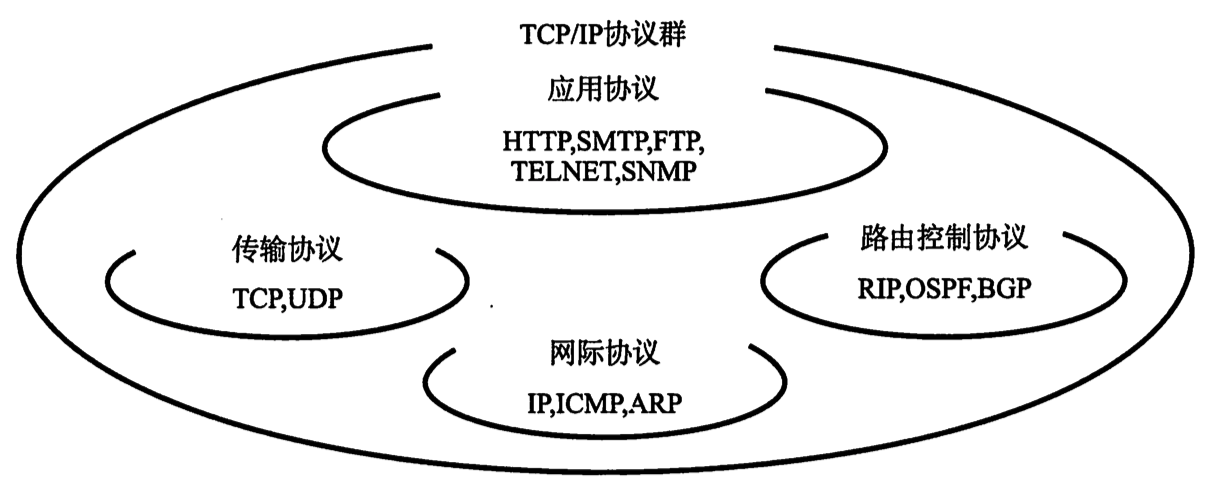 TCP/IP协议群
应用协议
HTTP,SMTP,FTP,
TELNET,SNMP
传输协议
TCP,UDP
路由控制协议
RIP,OSPF,BGP
网际协议
IP,ICMP,ARP